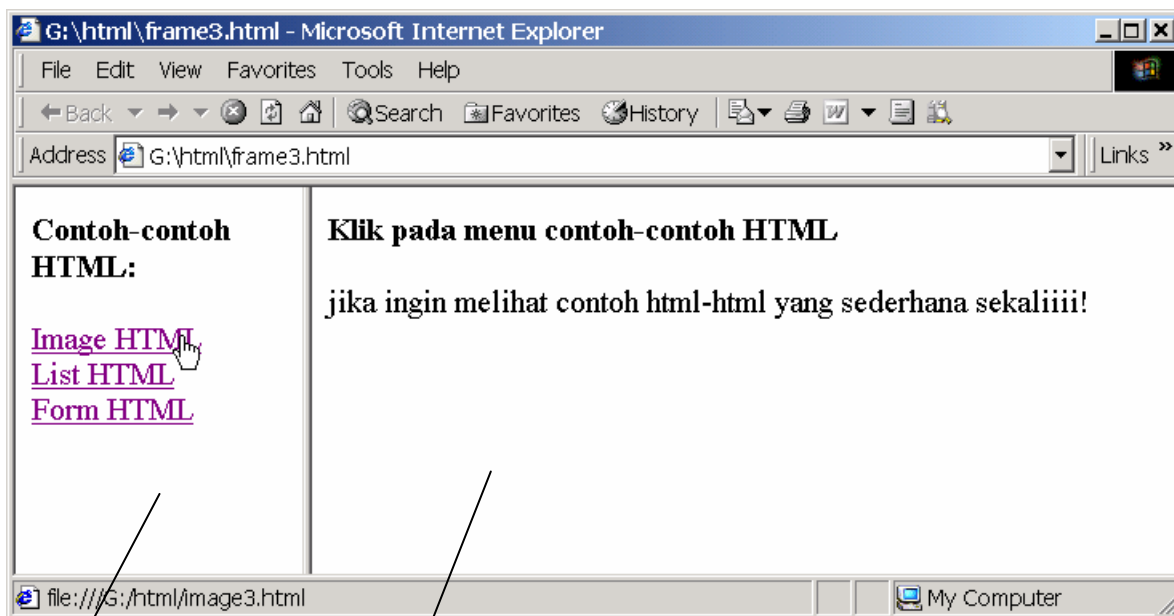 G:\html\frame3.html - Microsoft Internet Explorer
File Edit View Favorites Tools Help
Back Search Favorites History
Address G:\html\frame3.html Links »
Contoh-contoh
HTML:
Image HTML
List HTML
Form HTML
Klik pada menu contoh-contoh HTML
jika ingin melihat contoh html-html yang sederhana sekaliiii!
file:///G:/html/image3.html My Computer